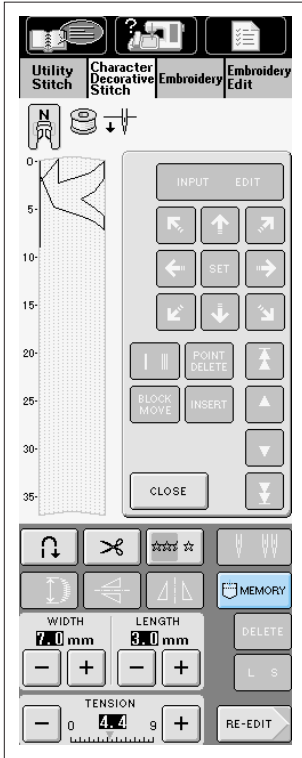 Utility Stitch
Character Decorative Stitch
Embroidery
Embroidery Edit
N
0
5
10
15
20
25
30
35
INPUT EDIT
SET
POINT DELETE
BLOCK MOVE
INSERT
CLOSE
MEMORY
WIDTH
7.0 mm
LENGTH
3.0 mm
DELETE
L S
TENSION
0 4.4 9
RE-EDIT